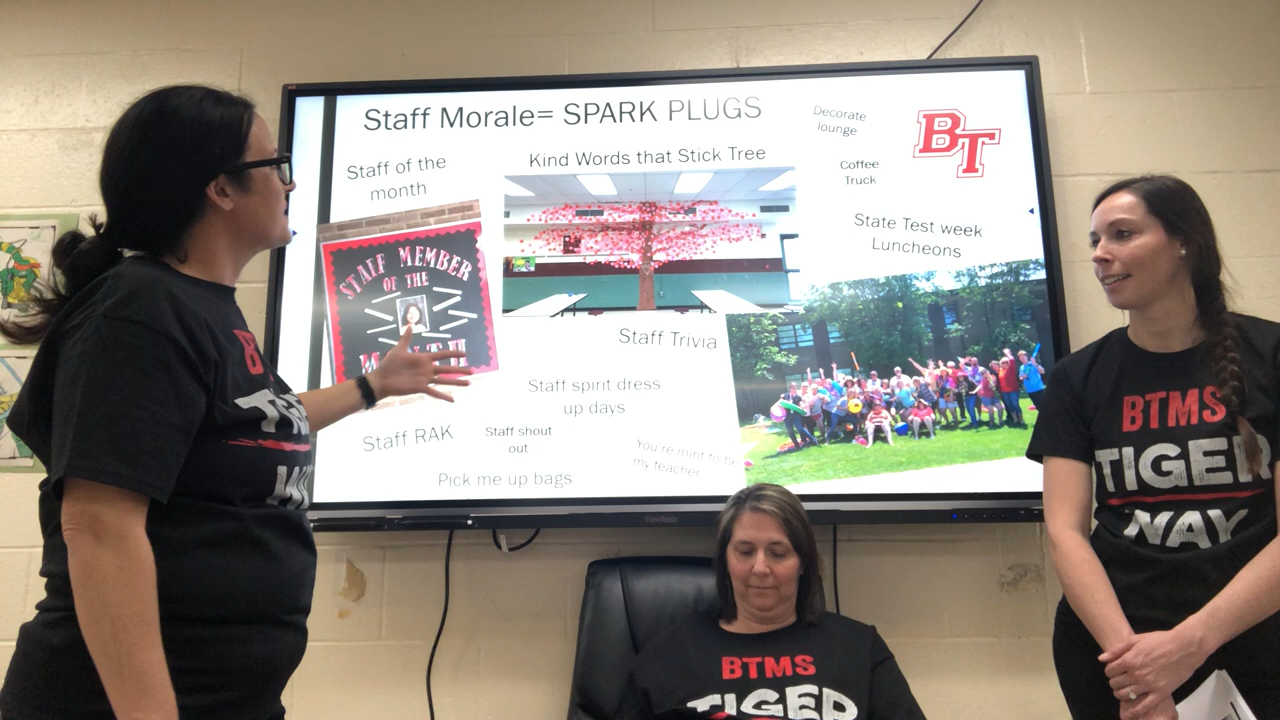 Staff Morale= SPARK PLUGS
Decorate
lounge
BT
Staff of the
month
Kind Words that Stick Tree
Coffee
Truck
State Test week
Luncheons
STAFF MEMBER
OF THE
Staff Trivia
Staff spirit dress
up days
Staff RAK
Staff shout
out
You're mint to be
my teacher
Pick me up bags
ViewSonic
BTMS
TIGER
WAY
BTMS
TIGER